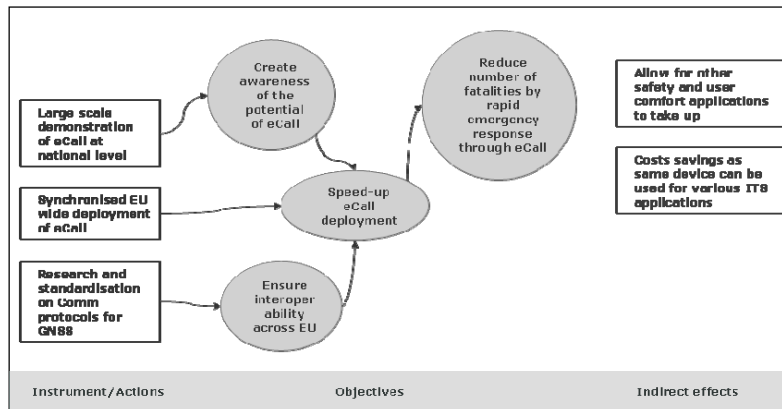 Large scale
demonstration
of eCall at
national level
Synchronised EU
wide deployment
of eCall
Research and
standardisation
on Comm
protocols for
GNSS
Create
awareness
of the
potential
of eCall
Speed-up
eCall
deployment
Ensure
interoper
ability
across EU
Reduce
number of
fatalities by
rapid
emergency
response
through eCall
Allow for other
safety and user
comfort applications
to take up
Costs savings as
same device can be
used for various ITS
applications
Instrument/Actions
Objectives
Indirect effects